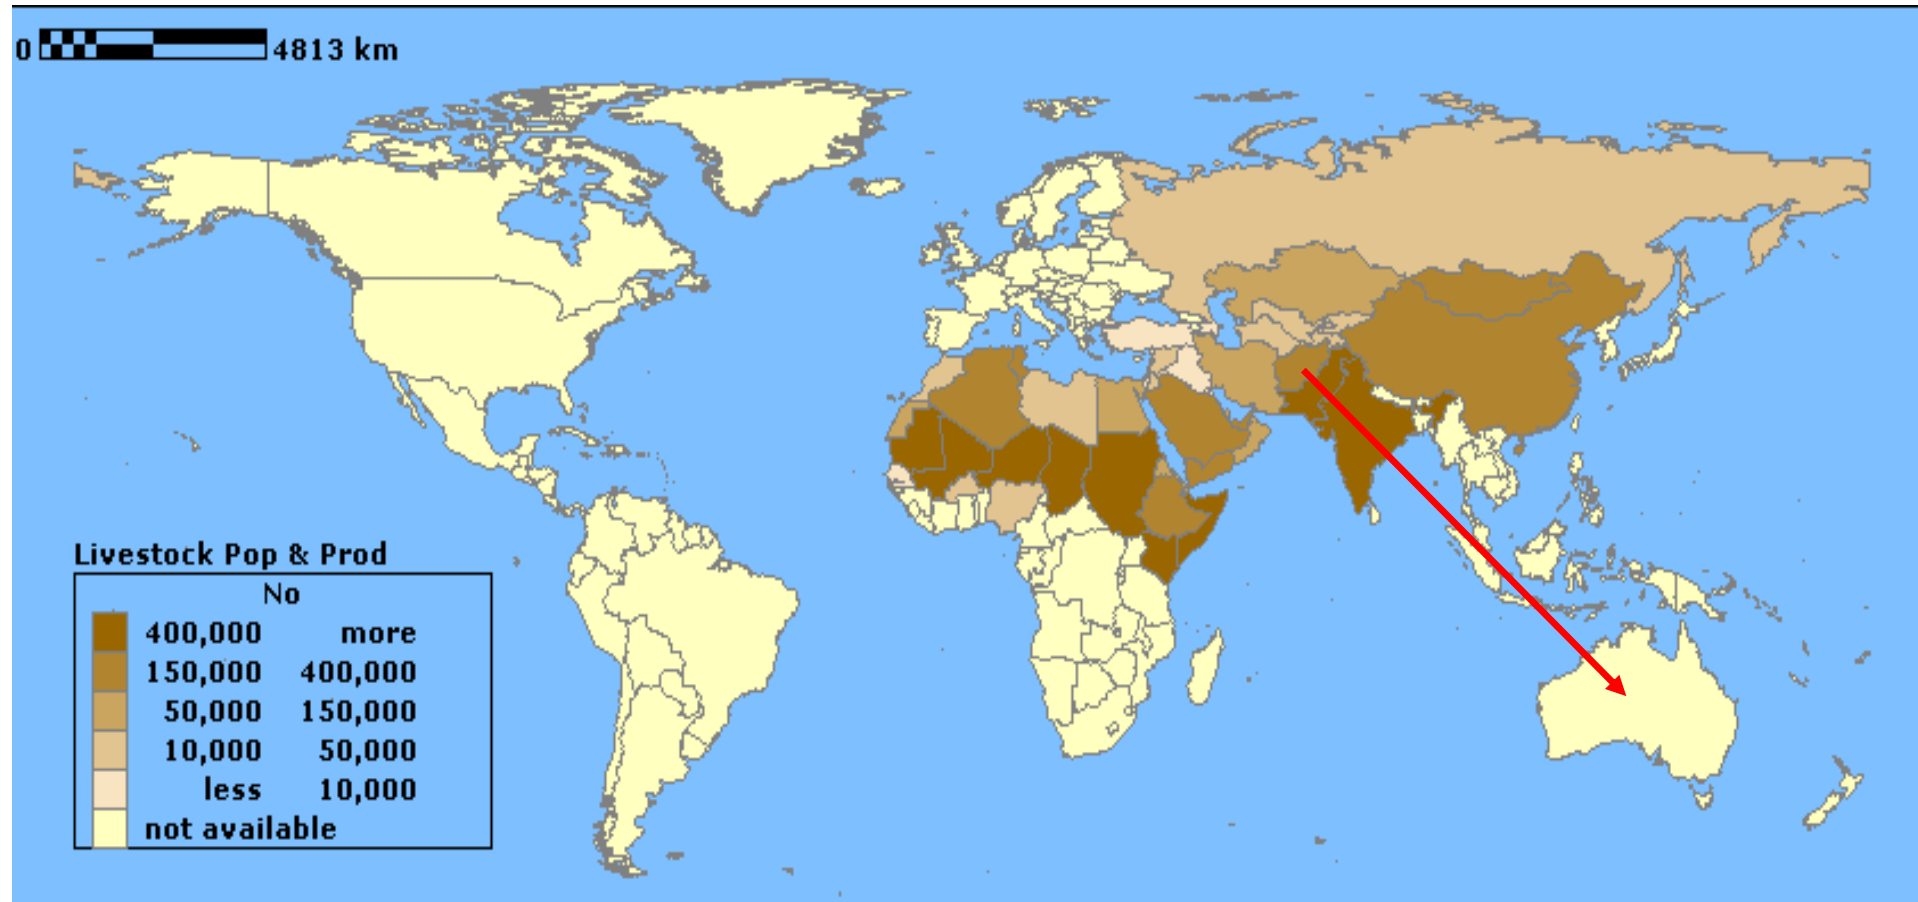 0 4813 km
Livestock Pop & Prod
No
400,000 more
150,000 400,000
50,000 150,000
10,000 50,000
less 10,000
not available